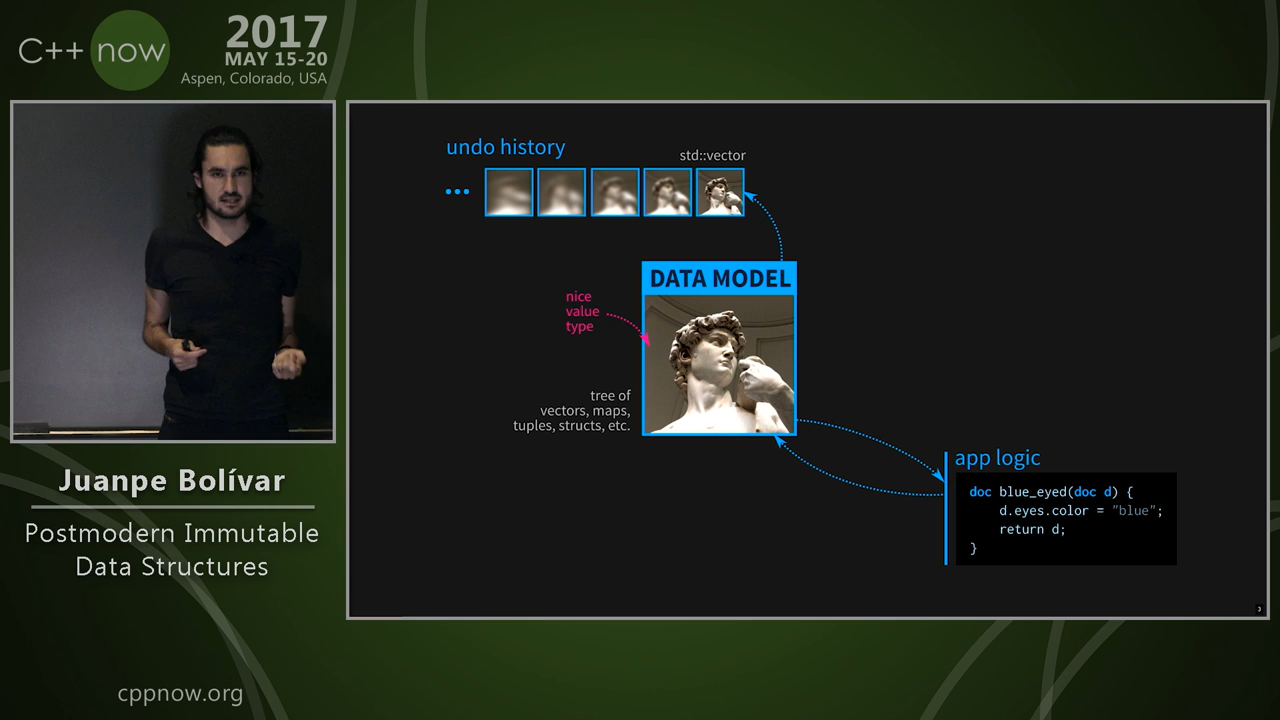 C++ now
2017
MAY 15-20
Aspen, Colorado, USA
undo history
std::vector
DATA MODEL
nice
value
type
tree of
vectors, maps,
tuples, structs, etc.
app logic
doc blue_eyed(doc d) {
    d.eyes.color = "blue";
    return d;
}
3
Juanpe Bolívar
Postmodern Immutable
Data Structures
cppnow.org